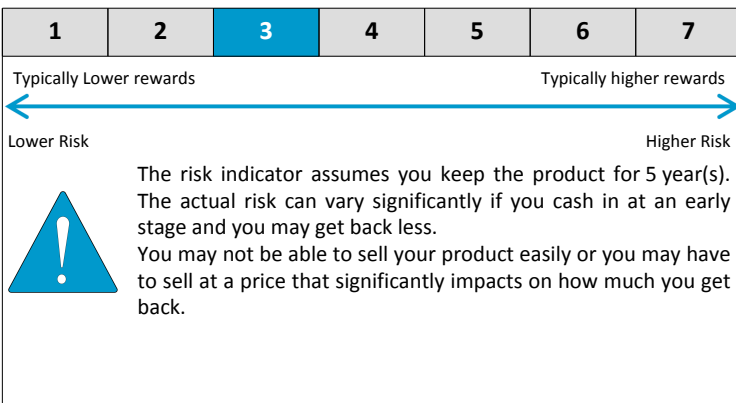 1 2 3 4 5 6 7
Typically Lower rewards Typically higher rewards
Lower Risk Higher Risk
The risk indicator assumes you keep the product for 5 year(s).
The actual risk can vary significantly if you cash in at an early
stage and you may get back less.
You may not be able to sell your product easily or you may have
to sell at a price that significantly impacts on how much you get
back.